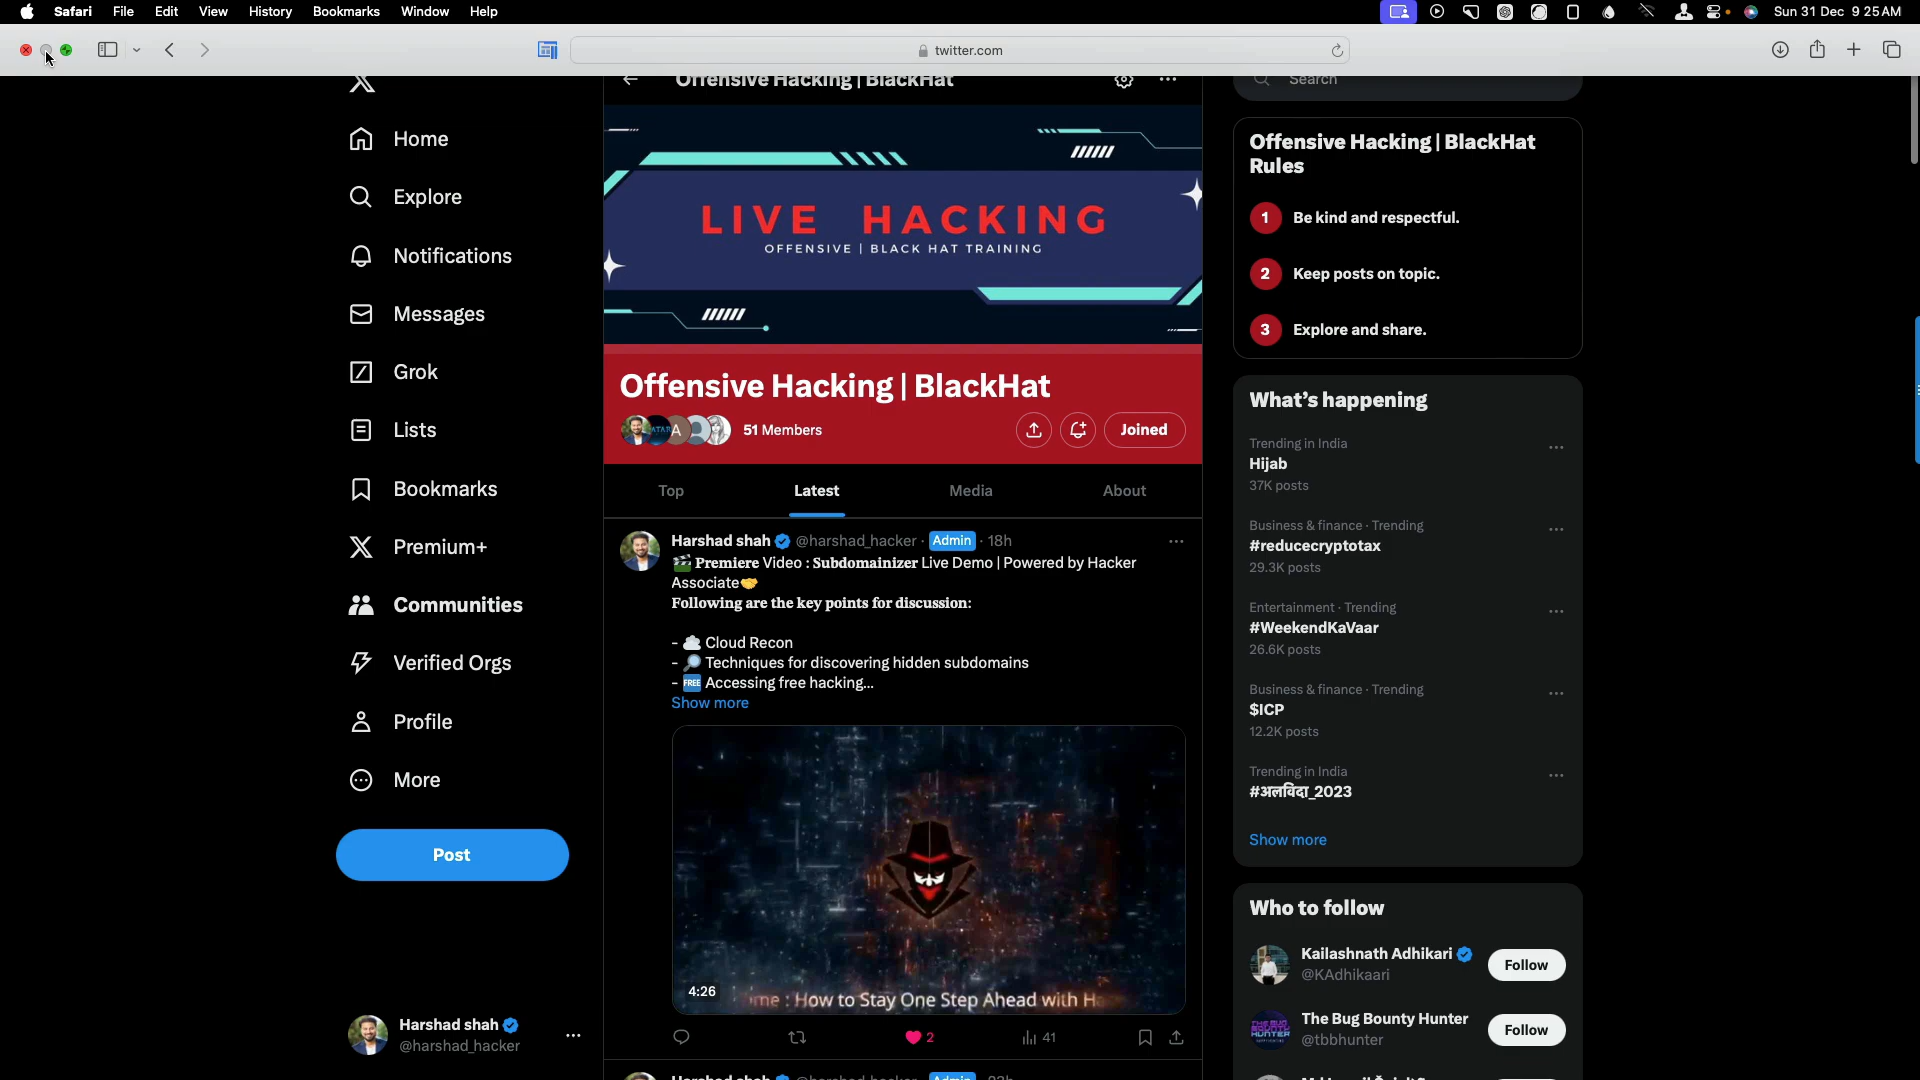 Safari File Edit View History Bookmarks Window Help
Sun 31 Dec 9 25 AM
twitter.com
Offensive Hacking | BlackHat
Search
Home
Explore
Notifications
Messages
Grok
Lists
Bookmarks
Premium+
Communities
Verified Orgs
Profile
More
Post
Harshad shah
@harshad_hacker
LIVE HACKING
OFFENSIVE | BLACK HAT TRAINING
Offensive Hacking | BlackHat
A
51 Members
Joined
Top Latest Media About
Harshad shah @harshad_hacker · Admin · 18h
🎬 Premiere Video : Subdomainizer Live Demo | Powered by Hacker
Associate🤝
Following are the key points for discussion:
- ☁️ Cloud Recon
- 🔎 Techniques for discovering hidden subdomains
- 🆓 Accessing free hacking...
Show more
4:26
: How to Stay One Step Ahead with
2
41
Offensive Hacking | BlackHat
Rules
1 Be kind and respectful.
2 Keep posts on topic.
3 Explore and share.
What's happening
Trending in India
Hijab
37K posts
Business & finance · Trending
#reducecryptotax
29.3K posts
Entertainment · Trending
#WeekendKaVaar
26.6K posts
Business & finance · Trending
$ICP
12.2K posts
Trending in India
#अलविदा_2023
Show more
Who to follow
Kailashnath Adhikari
@KAdhikaari
Follow
The Bug Bounty Hunter
@tbbhunter
Follow